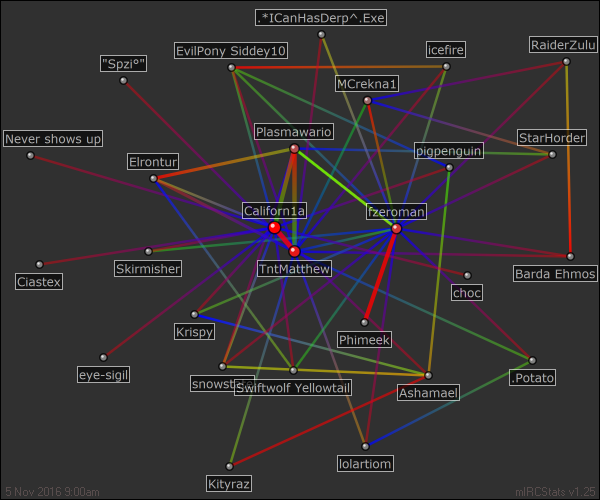 .*ICanHasDerp^.Exe
EvilPony Siddey10
icefire
RaiderZulu
"Spzi°"
MCrekna1
Plasmawario
StarHorder
Never shows up
pigpenguin
Elrontur
Californ1a
fzeroman
Skirmisher
TntMatthew
Barda Ehmos
Ciastex
choc
Krispy
Phimeek
eye-sigil
Swiftwolf Yellowtail
Ashamael
.Potato
lolartiom
Kityraz
5 Nov 2016 9:00am
mIRCStats v1.25